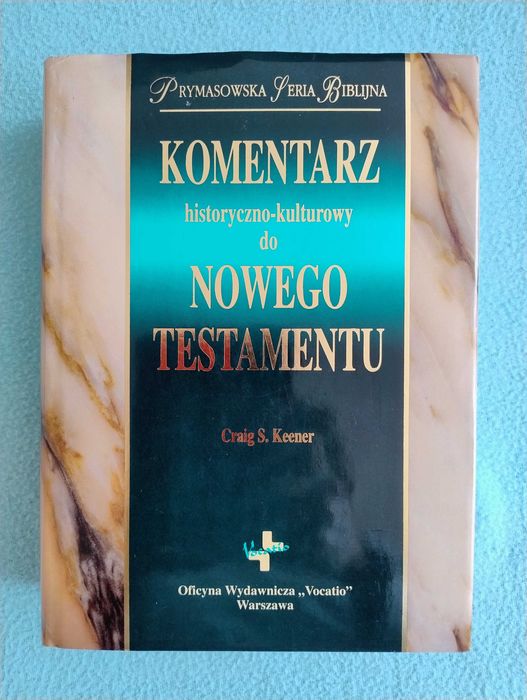 PRYMASOWSKA SERIA BIBLIJNA
KOMENTARZ
historyczno-kulturowy
do
NOWEGO
TESTAMENTU
Craig S. Keener
Vocatio
Oficyna Wydawnicza „Vocatio”
Warszawa